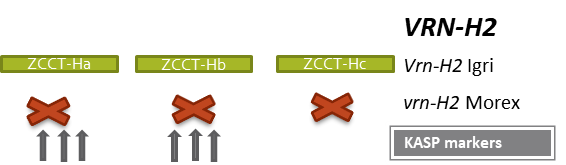 VRN-H2
ZCCT-Ha ZCCT-Hb ZCCT-Hc Vrn-H2 Igri
vrn-H2 Morex
KASP markers